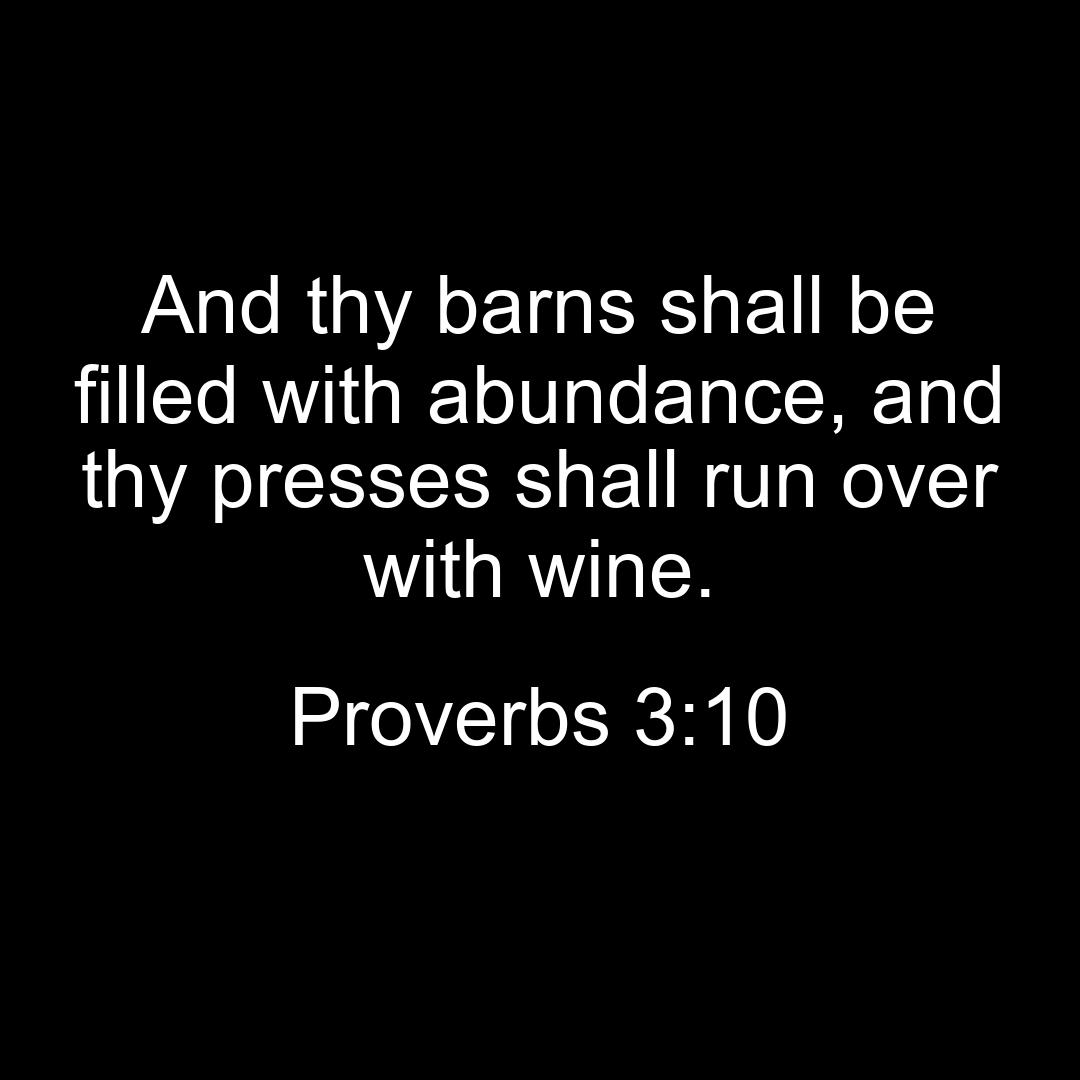 And thy barns shall be
filled with abundance, and
thy presses shall run over
with wine.
Proverbs 3:10